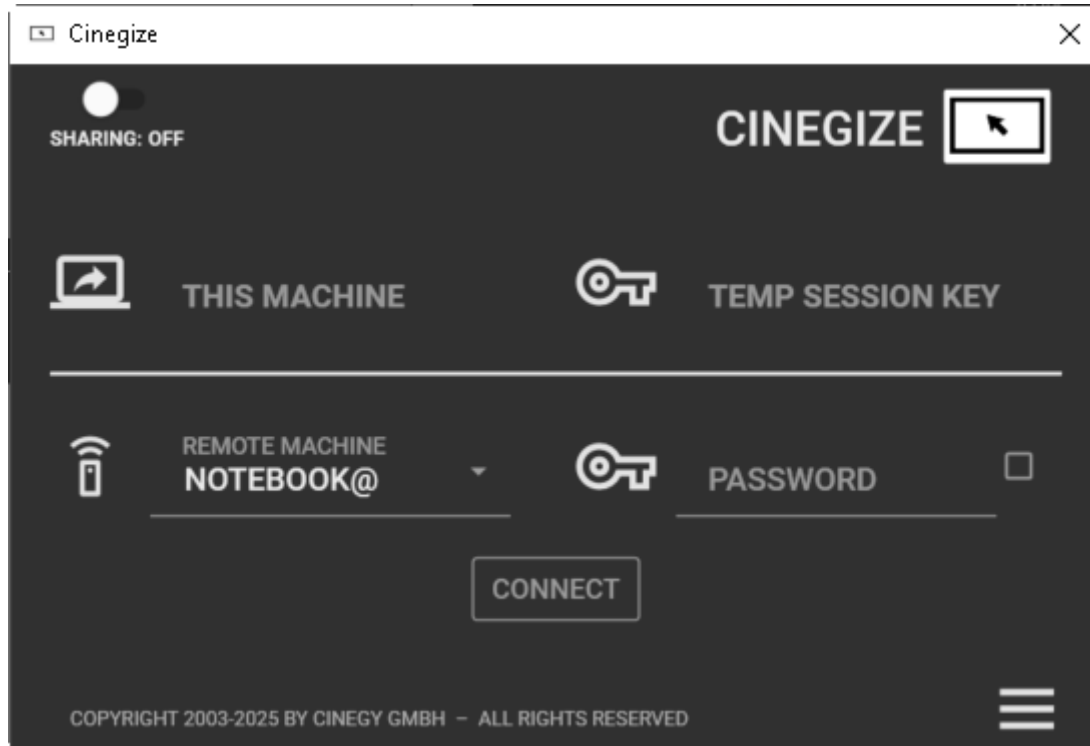 Cinegize
SHARING: OFF
CINEGIZE
THIS MACHINE
TEMP SESSION KEY
REMOTE MACHINE
NOTEBOOK@
PASSWORD
CONNECT
COPYRIGHT 2003-2025 BY CINEGY GMBH – ALL RIGHTS RESERVED